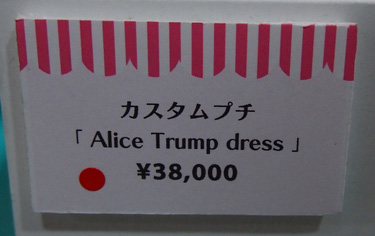 カスタムプチ
「 Alice Trump dress 」
¥38,000